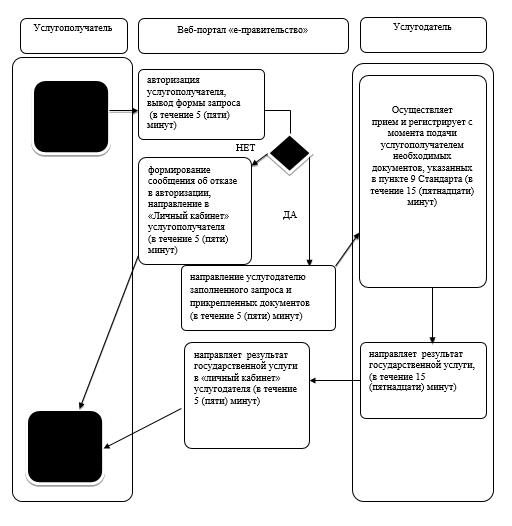 Услугополучатель
Веб-портал «е-правительство»
Услугодатель
авторизация
услугополучателя,
вывод формы запроса
(в течение 5 (пяти)
минут)
Осуществляет
прием и регистрирует с
момента подачи
услугополучателем
необходимых
документов, указанных
в пункте 9 Стандарта (в
течение 15 (пятнадцати)
минут)
НЕТ
формирование
сообщения об отказе
в авторизации,
направление в
«Личный кабинет»
услугополучателя
(в течение 5 (пяти)
минут)
ДА
направление услугодателю
заполненного запроса и
прикрепленных документов
(в течение 5 (пяти) минут)
направляет результат
государственной услуги
в «личный кабинет»
услугодателя (в течение
5 (пяти) минут)
направляет результат
государственной услуги,
(в течение 15
(пятнадцати) минут)